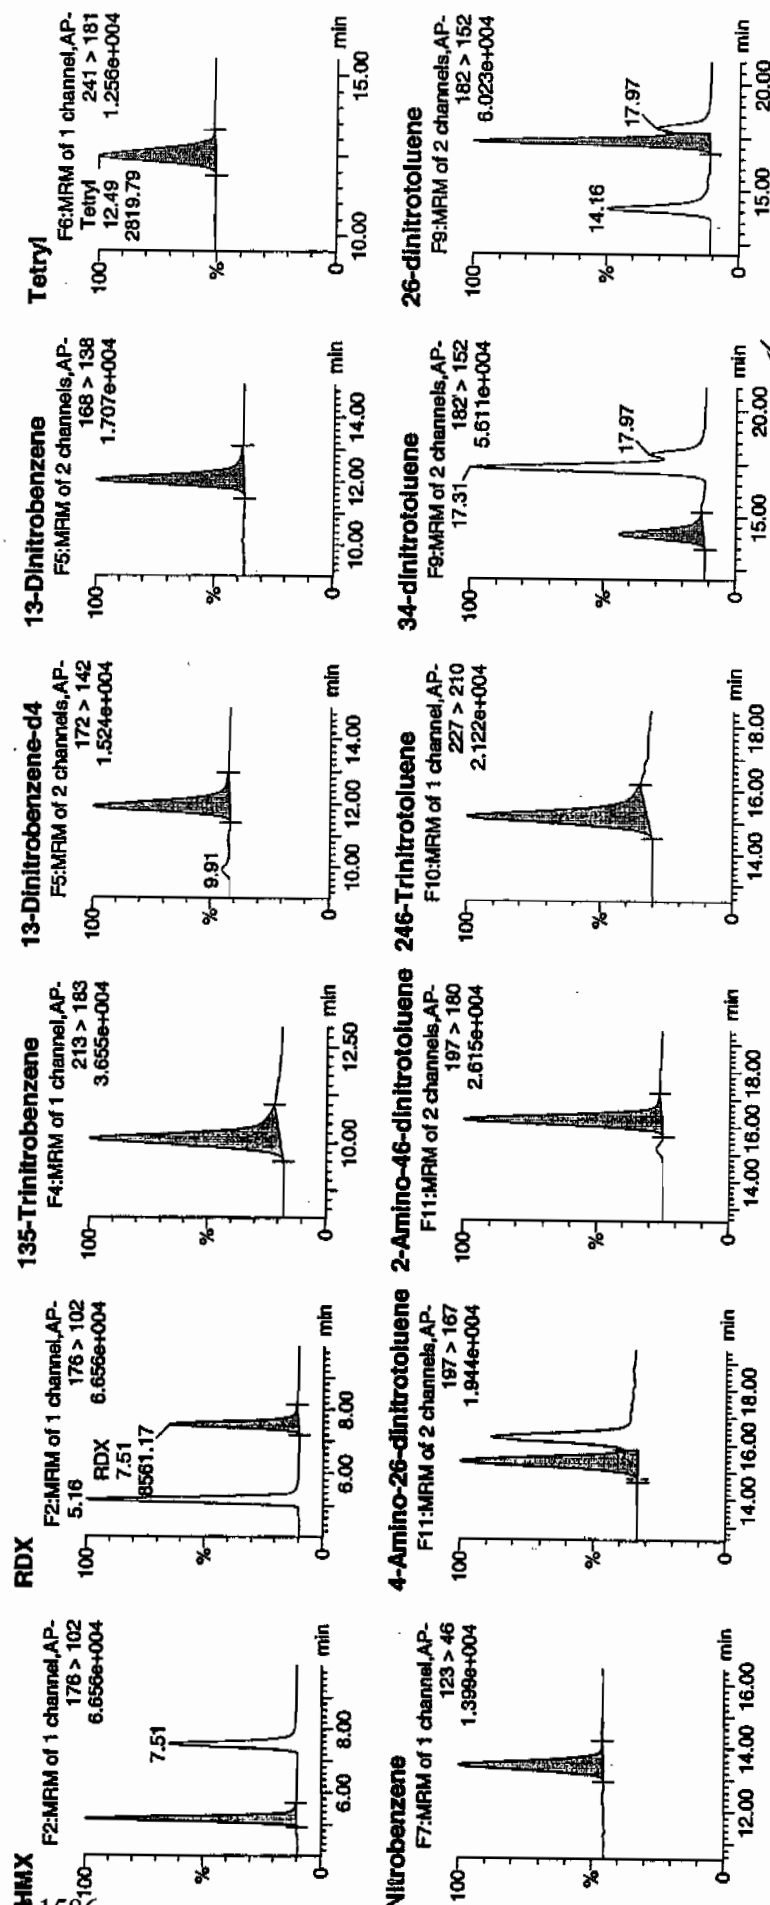 HMX
F2:MRM of 1 channel,AP-
176 > 102
6.656e+004
100
7.51
%
0
6.00 8.00 min
RDX
F2:MRM of 1 channel,AP-
5.16 176 > 102
6.656e+004
100
RDX
7.51
8561.17
%
0
6.00 8.00 min
135-Trinitrobenzene
F4:MRM of 1 channel,AP-
213 > 183
3.655e+004
100
%
0
10.00 12.50 min
13-Dinitrobenzene-d4
F5:MRM of 2 channels,AP-
172 > 142
1.524e+004
100
%
9.91
0
10.00 12.00 14.00 min
13-Dinitrobenzene
F5:MRM of 2 channels,AP-
168 > 138
1.707e+004
100
%
0
10.00 12.00 14.00 min
Tetryl
F6:MRM of 1 channel,AP-
Tetryl 241 > 181
12.49 1.256e+004
2819.79
100
%
0
10.00 15.00 min
Nitrobenzene
F7:MRM of 1 channel,AP-
123 > 46
1.399e+004
100
%
0
12.00 14.00 16.00 min
4-Amino-26-dinitrotoluene
F11:MRM of 2 channels,AP-
197 > 167
1.944e+004
100
%
0
14.00 16.00 18.00 min
2-Amino-46-dinitrotoluene
F11:MRM of 2 channels,AP-
197 > 180
2.615e+004
100
%
0
14.00 16.00 18.00 min
246-Trinitrotoluene
F10:MRM of 1 channel,AP-
227 > 210
2.122e+004
100
%
0
14.00 16.00 18.00 min
34-dinitrotoluene
F9:MRM of 2 channels,AP-
17.31 182 > 152
5.611e+004
100
17.97
%
0
15.00 20.00 min
26-dinitrotoluene
F9:MRM of 2 channels,AP-
182 > 152
6.023e+004
100
14.16 17.97
%
0
15.00 20.00 min